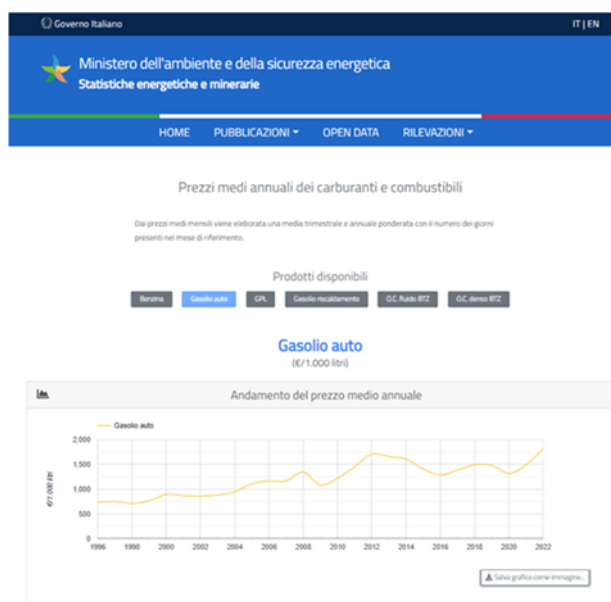 Governo Italiano
IT | EN
Ministero dell'ambiente e della sicurezza energetica
Statistiche energetiche e minerarie
HOME PUBBLICAZIONI OPEN DATA RILEVAZIONI
Prezzi medi annuali dei carburanti e combustibili
Dai prezzi medi mensili viene eleborata una media trimestrale e annuale ponderata con il numero dei giorni
presenti nel mese di riferimento.
Prodotti disponibili
Benzina Gasolio auto GPL Gasolio riscaldamento O.C. fluido BTZ O.C. denso BTZ
Gasolio auto
(€/1.000 litri)
Andamento del prezzo medio annuale
Gasolio auto
€/1.000 litri
2,000
1,500
1,000
500
0
1996 1998 2000 2002 2004 2006 2008 2010 2012 2014 2016 2018 2020 2022
Salva grafico come immagine...